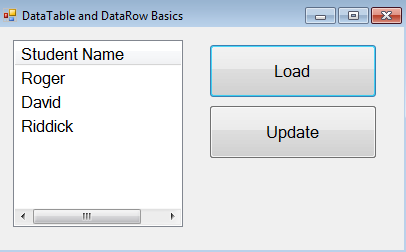 DataTable and DataRow Basics
Student Name
Roger
David
Riddick
Load
Update